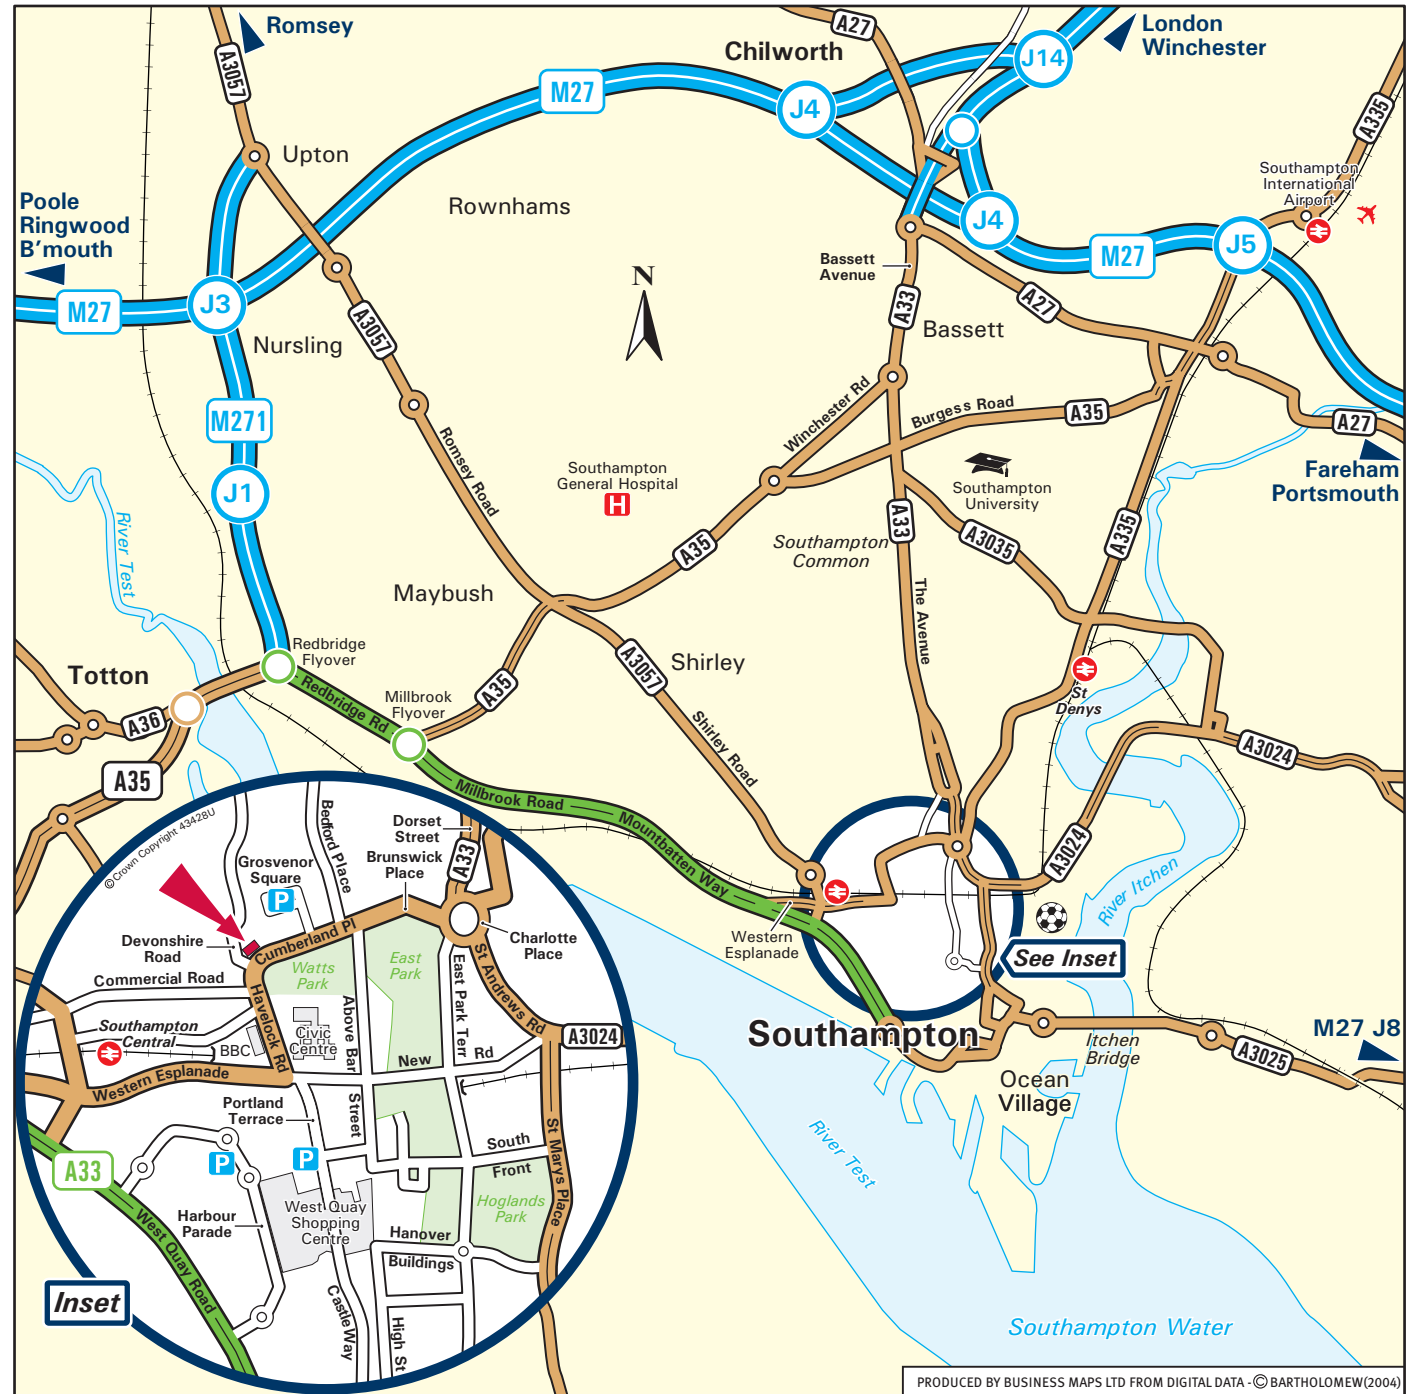 Romsey
A27
London
Winchester
Chilworth
J14
A3057
M27
J4
A335
Upton
Southampton
International
Airport
Poole
Ringwood
B'mouth
Rownhams
J4
J5
M27
Bassett
Avenue
N
M27
J3
A33
A27
A3057
Bassett
Nursling
Winchester Rd
Burgess Road
A35
M271
A27
Romsey Road
Southampton
General Hospital
H
Southampton
University
Fareham
Portsmouth
J1
River Test
A33
A3035
A335
A35
Southampton
Common
Maybush
The Avenue
Redbridge
Flyover
Shirley
A3057
Totton
Redbridge Rd
Millbrook
Flyover
A35
St
Denys
A36
Shirley Road
A3024
A35
Millbrook Road
Mountbatten Way
A3024
River Itchen
Western
Esplanade
See Inset
Southampton
Itchen
Bridge
M27 J8
A3025
Ocean
Village
River Test
Southampton Water
© Crown Copyright 43428U
Bedford Place
Dorset
Street
A33
Brunswick
Place
Grosvenor
Square
P
Devonshire
Road
Cumberland Pl
Charlotte
Place
Commercial Road
Watts
Park
East
Park
East Park Terr
St Andrews Rd
Havelock Rd
Above Bar
Street
Southampton
Central
BBC
Civic
Centre
New
Rd
A3024
Western Esplanade
Portland
Terrace
South
Front
St Marys Place
P
P
A33
Hoglands
Park
Harbour
Parade
West Quay
Shopping
Centre
West Quay Road
Hanover
Buildings
Castle Way
High St
Inset
PRODUCED BY BUSINESS MAPS LTD FROM DIGITAL DATA - © BARTHOLOMEW(2004)